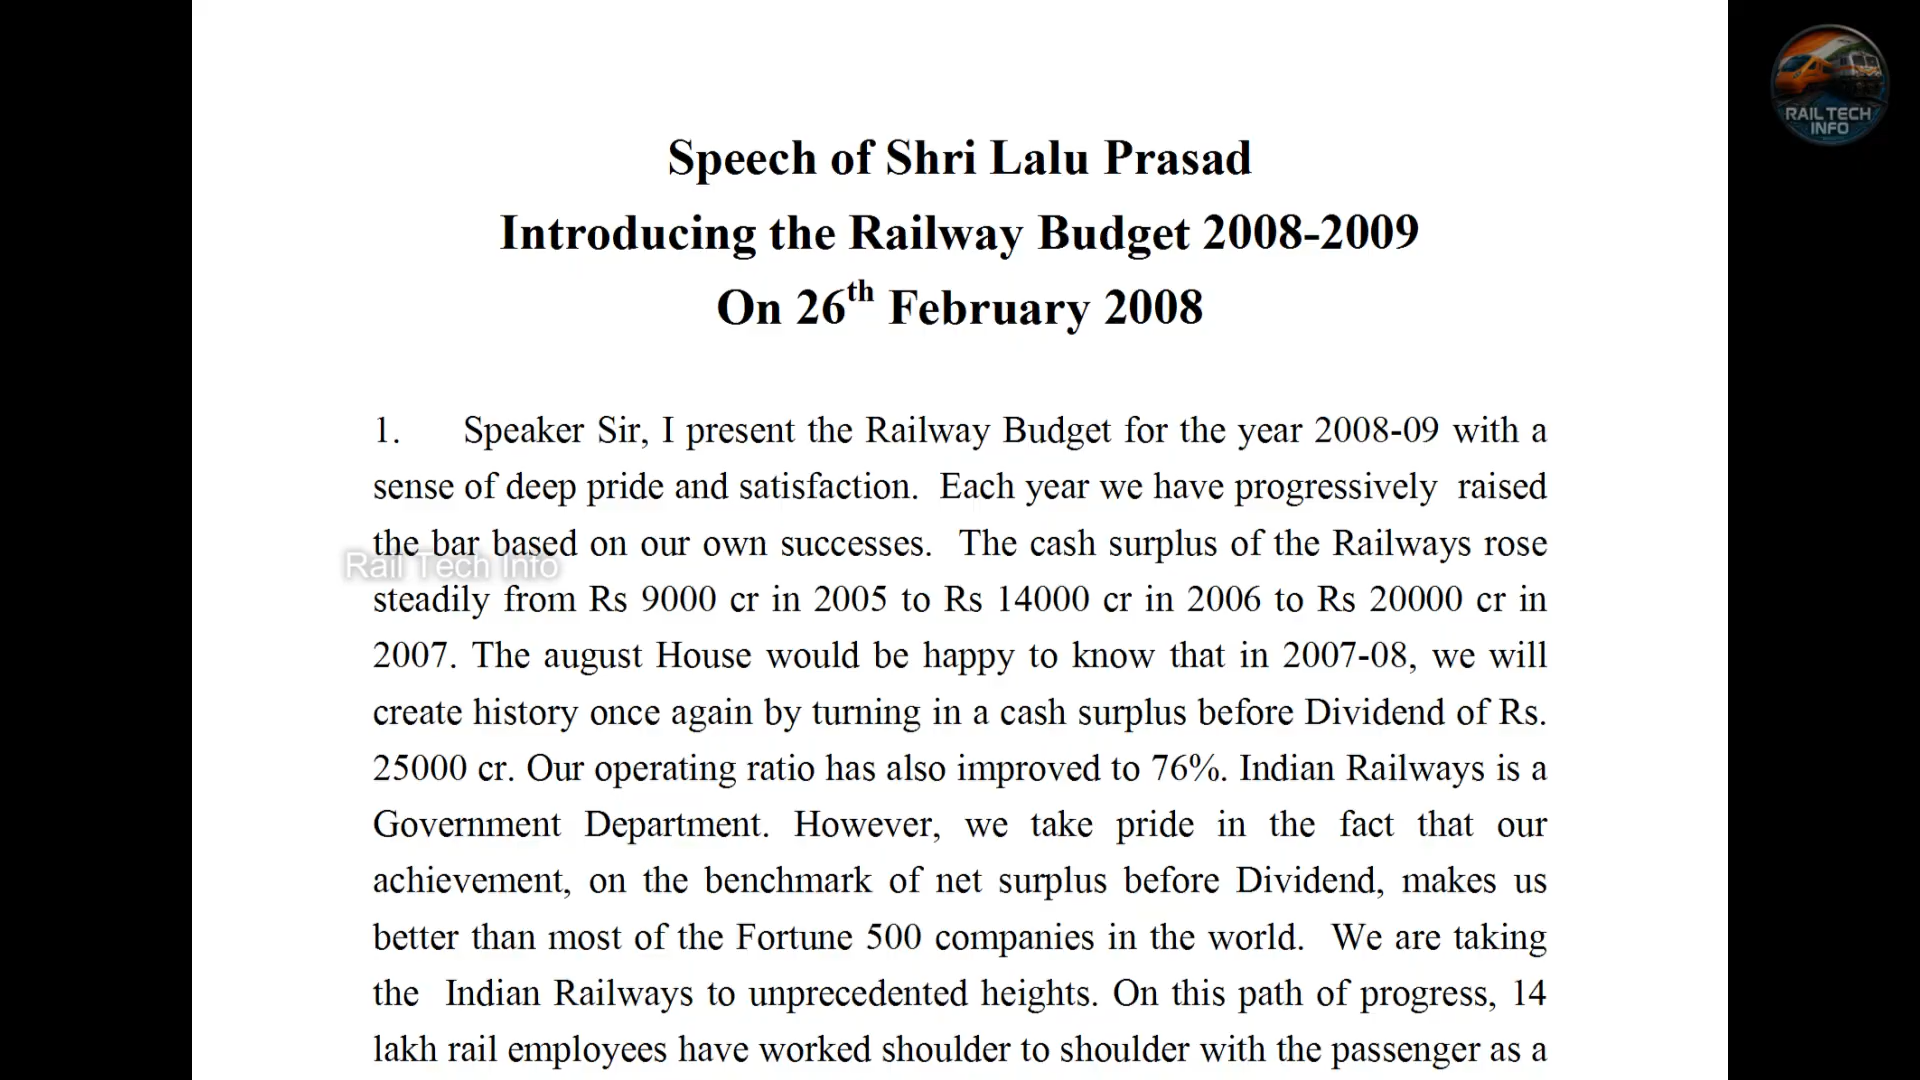 RAIL TECH
INFO
Speech of Shri Lalu Prasad
Introducing the Railway Budget 2008-2009
On 26th February 2008
1. Speaker Sir, I present the Railway Budget for the year 2008-09 with a
sense of deep pride and satisfaction. Each year we have progressively raised
the bar based on our own successes. The cash surplus of the Railways rose
Rail Tech Info
steadily from Rs 9000 cr in 2005 to Rs 14000 cr in 2006 to Rs 20000 cr in
2007. The august House would be happy to know that in 2007-08, we will
create history once again by turning in a cash surplus before Dividend of Rs.
25000 cr. Our operating ratio has also improved to 76%. Indian Railways is a
Government Department. However, we take pride in the fact that our
achievement, on the benchmark of net surplus before Dividend, makes us
better than most of the Fortune 500 companies in the world. We are taking
the Indian Railways to unprecedented heights. On this path of progress, 14
lakh rail employees have worked shoulder to shoulder with the passenger as a